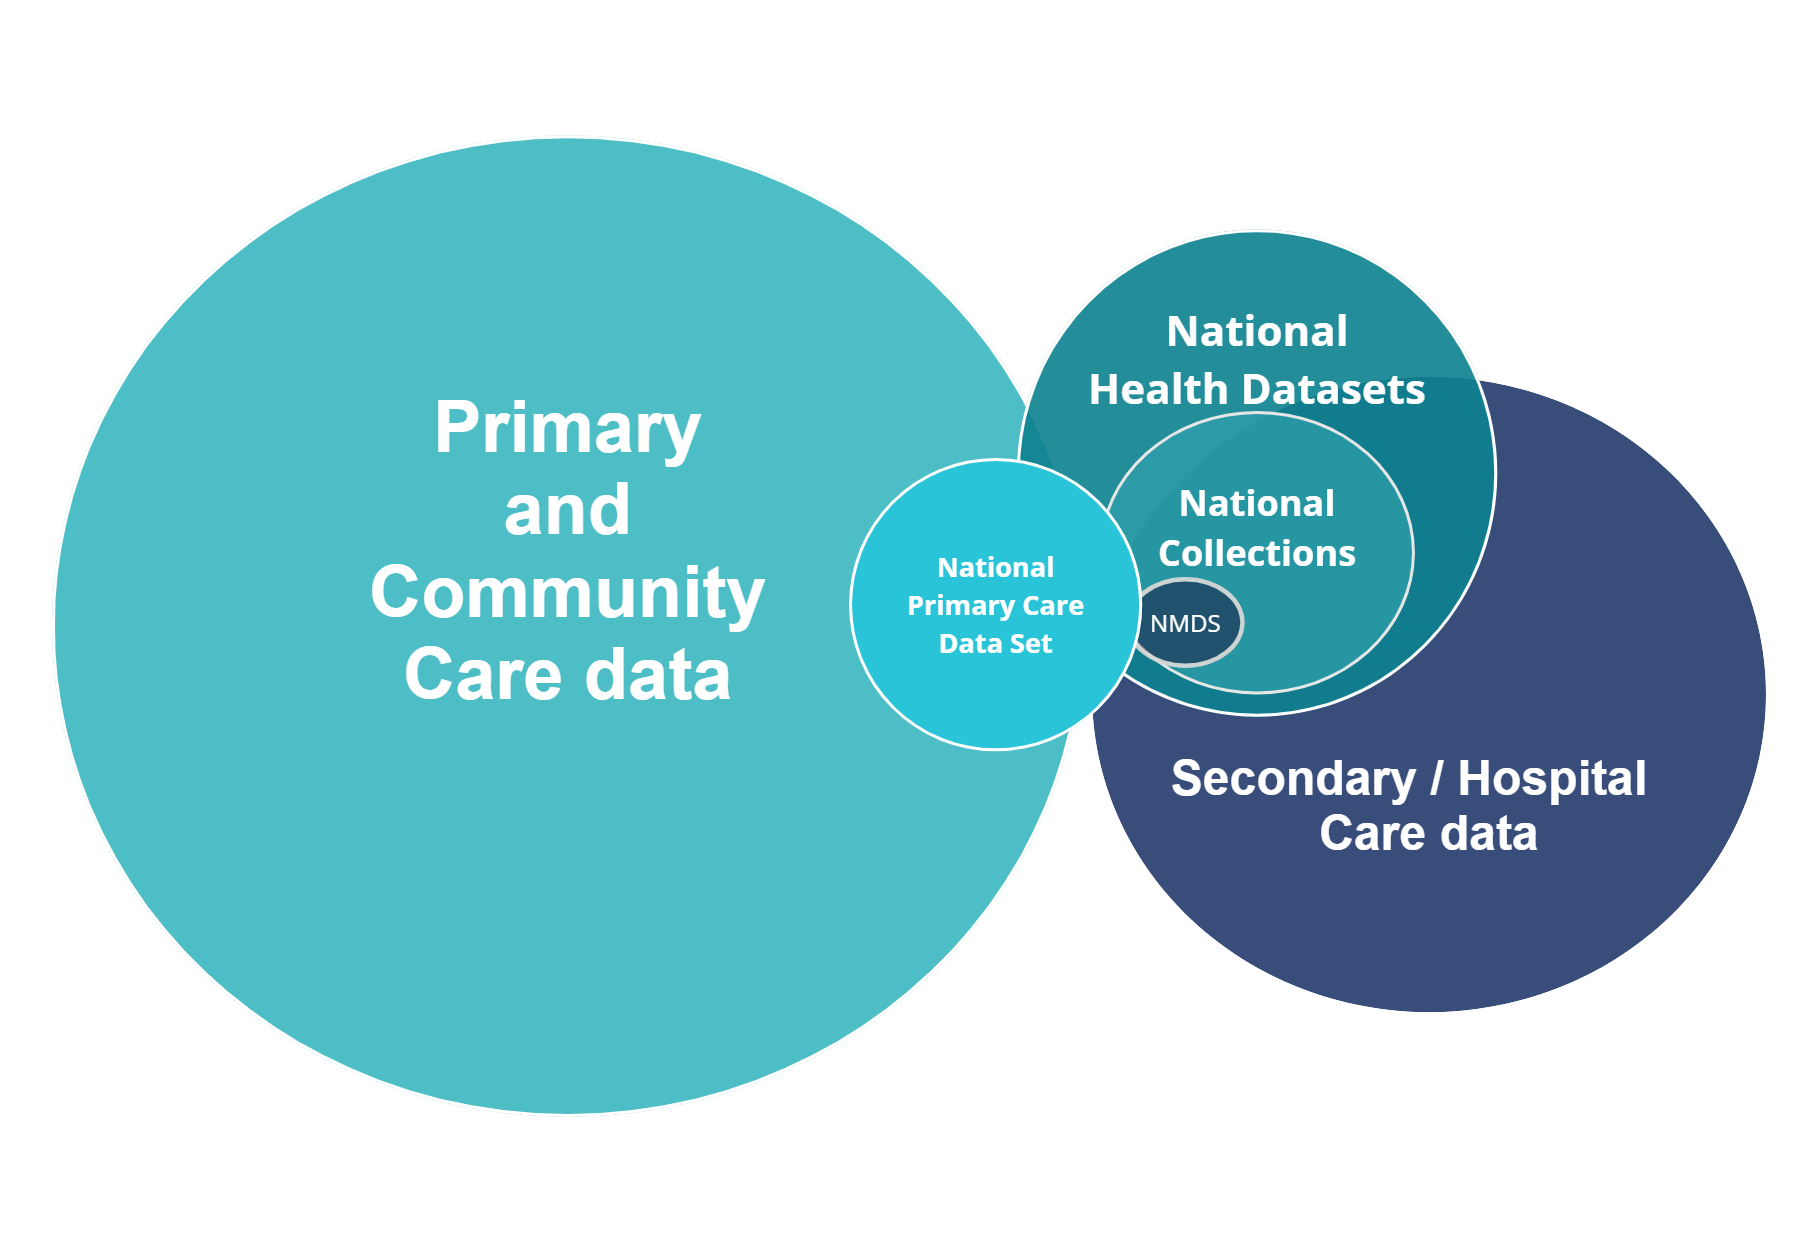 Primary
and
Community
Care data
National
Health Datasets
National
Collections
National
Primary Care
Data Set
NMDS
Secondary / Hospital
Care data